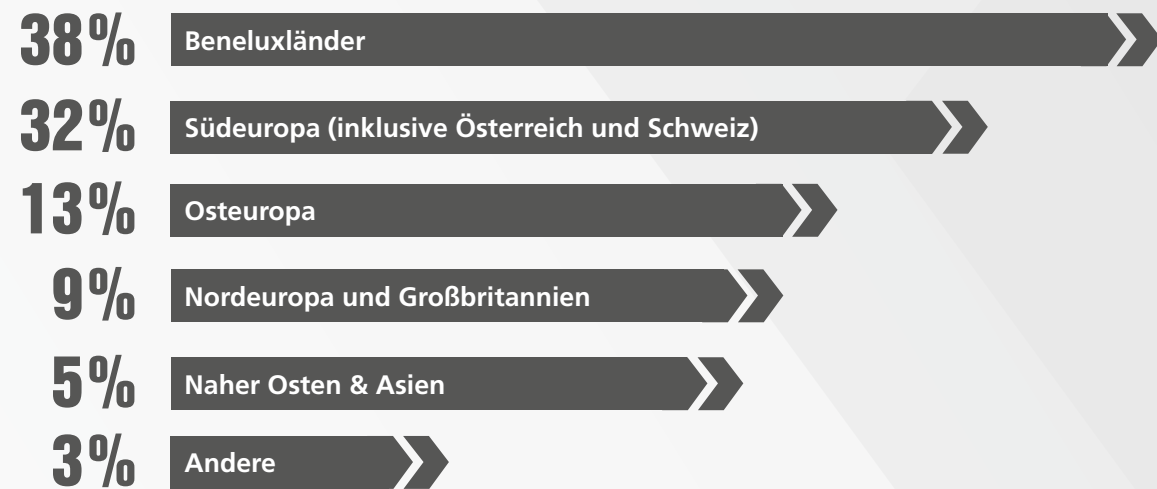 38% Beneluxländer
32% Südeuropa (inklusive Österreich und Schweiz)
13% Osteuropa
9% Nordeuropa und Großbritannien
5% Naher Osten & Asien
3% Andere